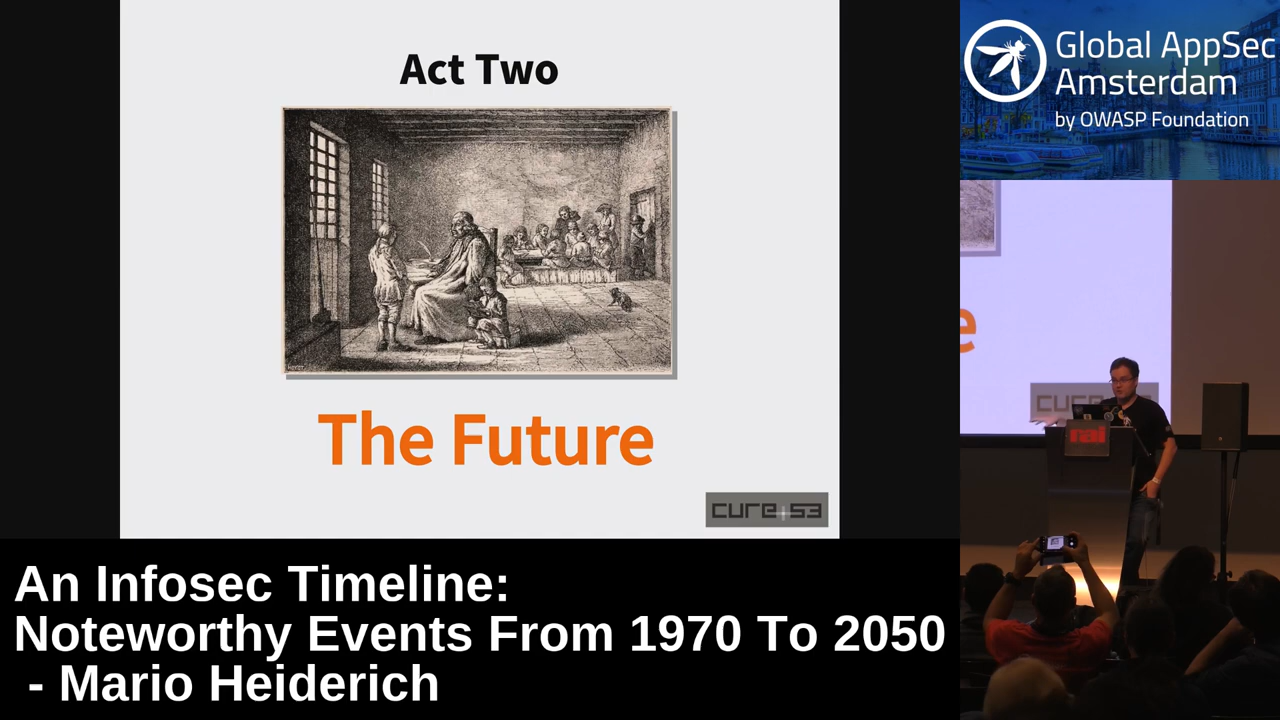 Act Two
The Future
cure+53
An Infosec Timeline:
Noteworthy Events From 1970 To 2050
- Mario Heiderich
Global AppSec
Amsterdam
by OWASP Foundation
e
rai